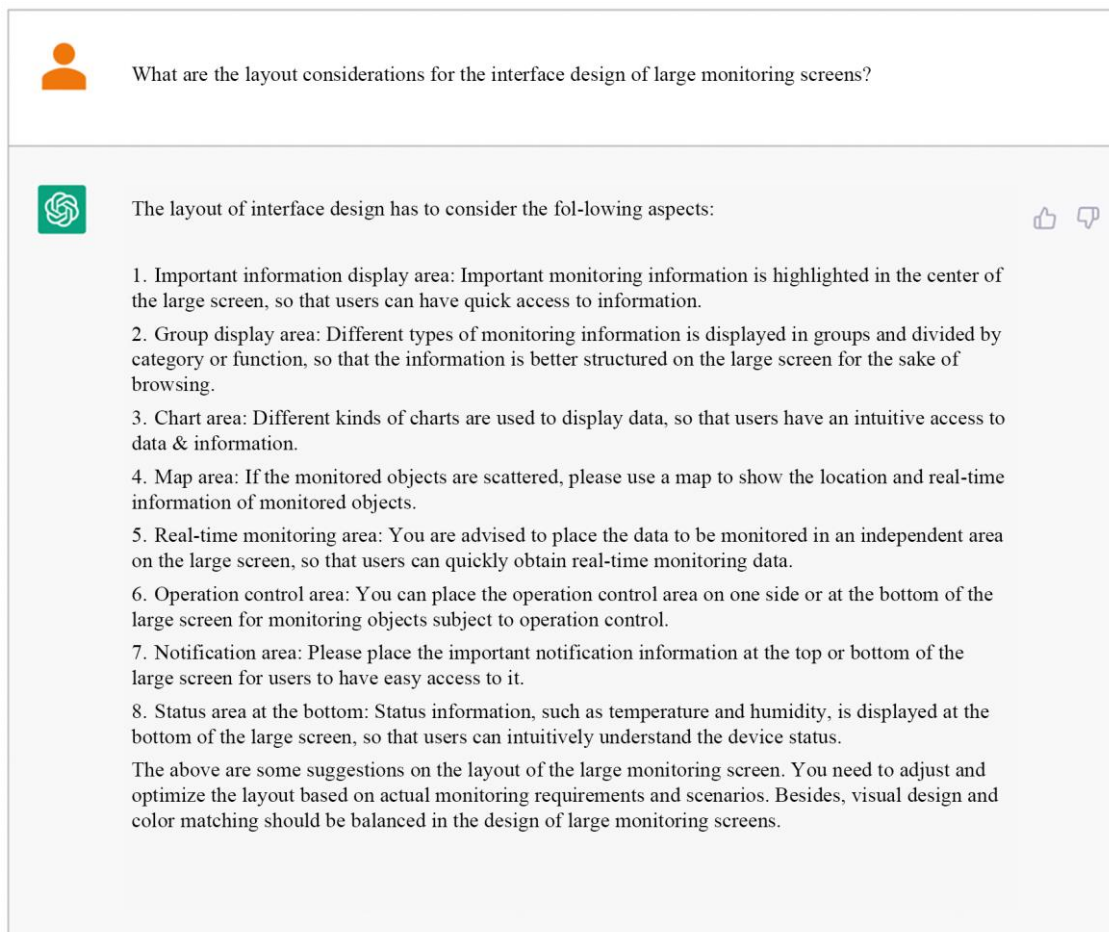 What are the layout considerations for the interface design of large monitoring screens?
The layout of interface design has to consider the fol-lowing aspects:
1. Important information display area: Important monitoring information is highlighted in the center of
the large screen, so that users can have quick access to information.
2. Group display area: Different types of monitoring information is displayed in groups and divided by
category or function, so that the information is better structured on the large screen for the sake of
browsing.
3. Chart area: Different kinds of charts are used to display data, so that users have an intuitive access to
data & information.
4. Map area: If the monitored objects are scattered, please use a map to show the location and real-time
information of monitored objects.
5. Real-time monitoring area: You are advised to place the data to be monitored in an independent area
on the large screen, so that users can quickly obtain real-time monitoring data.
6. Operation control area: You can place the operation control area on one side or at the bottom of the
large screen for monitoring objects subject to operation control.
7. Notification area: Please place the important notification information at the top or bottom of the
large screen for users to have easy access to it.
8. Status area at the bottom: Status information, such as temperature and humidity, is displayed at the
bottom of the large screen, so that users can intuitively understand the device status.
The above are some suggestions on the layout of the large monitoring screen. You need to adjust and
optimize the layout based on actual monitoring requirements and scenarios. Besides, visual design and
color matching should be balanced in the design of large monitoring screens.